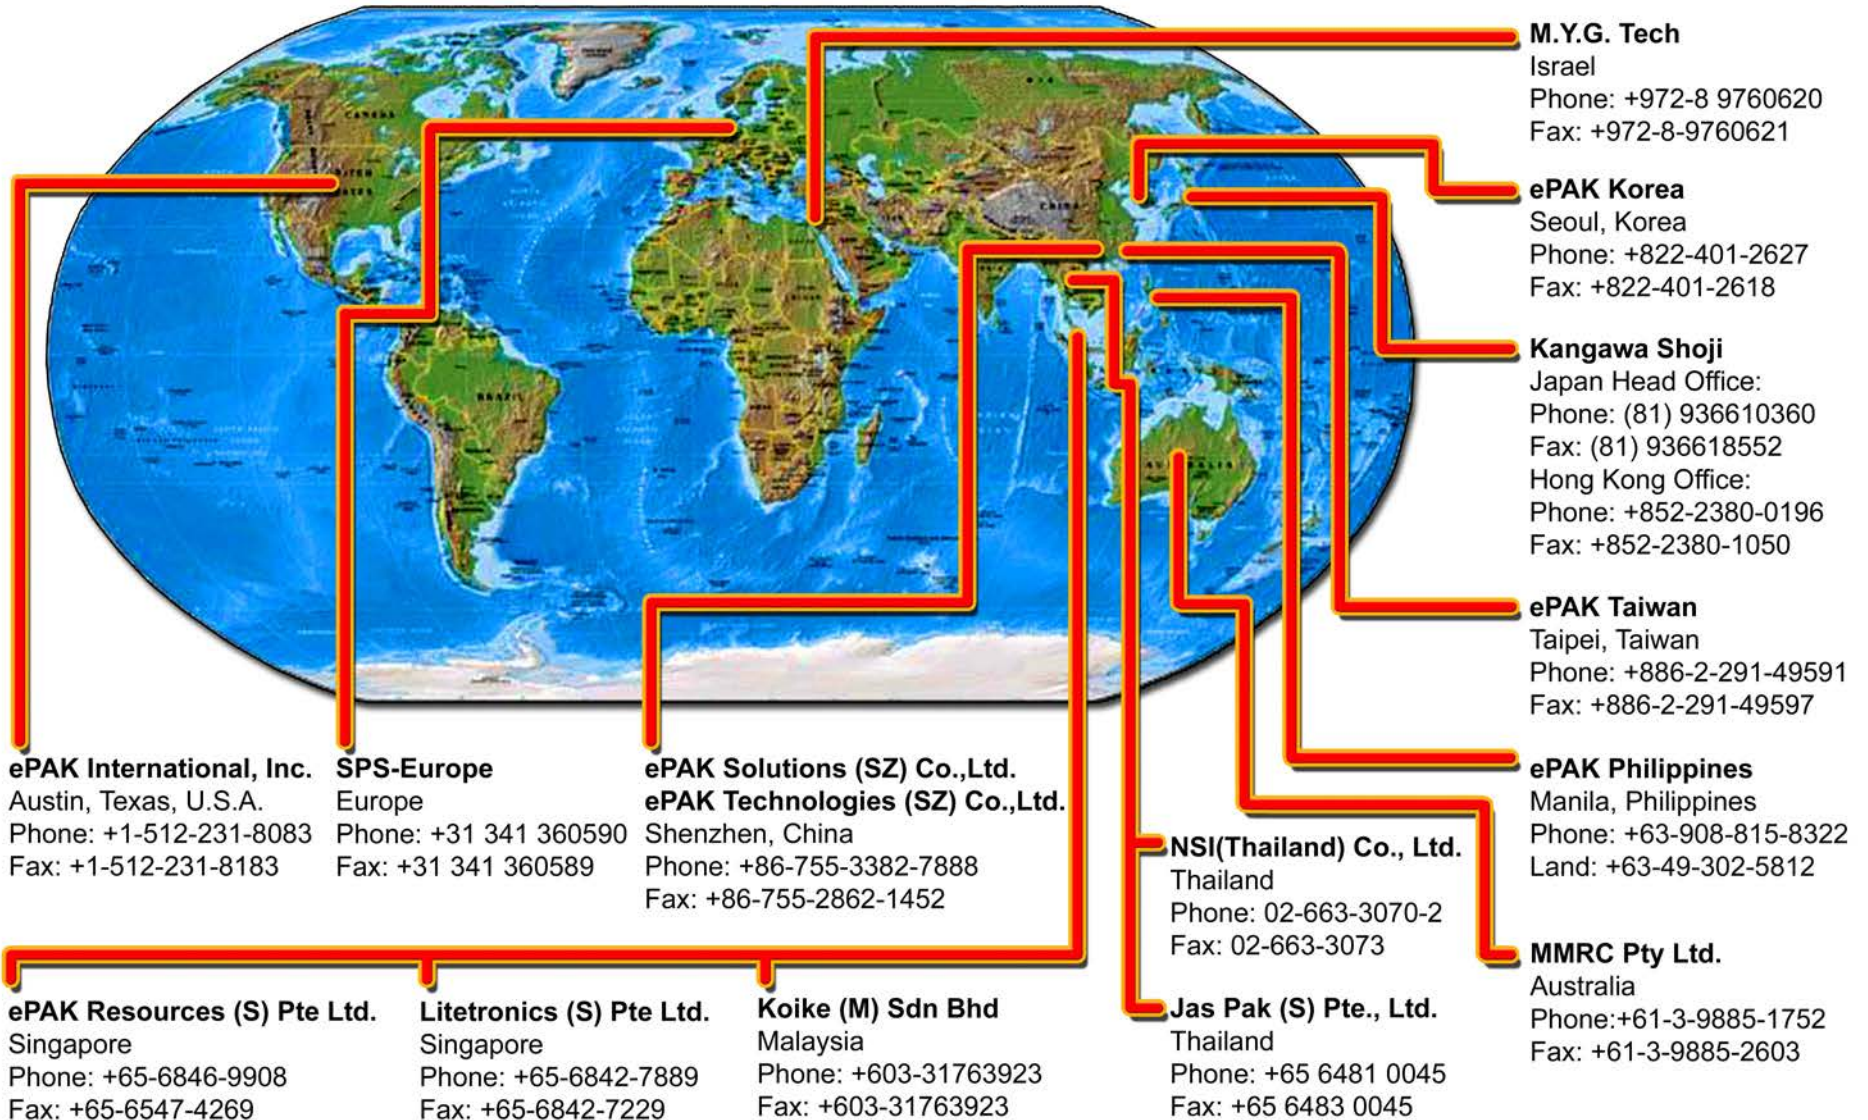 M.Y.G. Tech
Israel
Phone: +972-8 9760620
Fax: +972-8-9760621
ePAK Korea
Seoul, Korea
Phone: +822-401-2627
Fax: +822-401-2618
Kangawa Shoji
Japan Head Office:
Phone: (81) 936610360
Fax: (81) 936618552
Hong Kong Office:
Phone: +852-2380-0196
Fax: +852-2380-1050
ePAK Taiwan
Taipei, Taiwan
Phone: +886-2-291-49591
Fax: +886-2-291-49597
ePAK Philippines
Manila, Philippines
Phone: +63-908-815-8322
Land: +63-49-302-5812
MMRC Pty Ltd.
Australia
Phone:+61-3-9885-1752
Fax: +61-3-9885-2603
CANADA
CHINA
BRAZIL
AUSTRALIA
ePAK International, Inc.
Austin, Texas, U.S.A.
Phone: +1-512-231-8083
Fax: +1-512-231-8183
SPS-Europe
Europe
Phone: +31 341 360590
Fax: +31 341 360589
ePAK Solutions (SZ) Co.,Ltd.
ePAK Technologies (SZ) Co.,Ltd.
Shenzhen, China
Phone: +86-755-3382-7888
Fax: +86-755-2862-1452
NSI(Thailand) Co., Ltd.
Thailand
Phone: 02-663-3070-2
Fax: 02-663-3073
ePAK Resources (S) Pte Ltd.
Singapore
Phone: +65-6846-9908
Fax: +65-6547-4269
Litetronics (S) Pte Ltd.
Singapore
Phone: +65-6842-7889
Fax: +65-6842-7229
Koike (M) Sdn Bhd
Malaysia
Phone: +603-31763923
Fax: +603-31763923
Jas Pak (S) Pte., Ltd.
Thailand
Phone: +65 6481 0045
Fax: +65 6483 0045